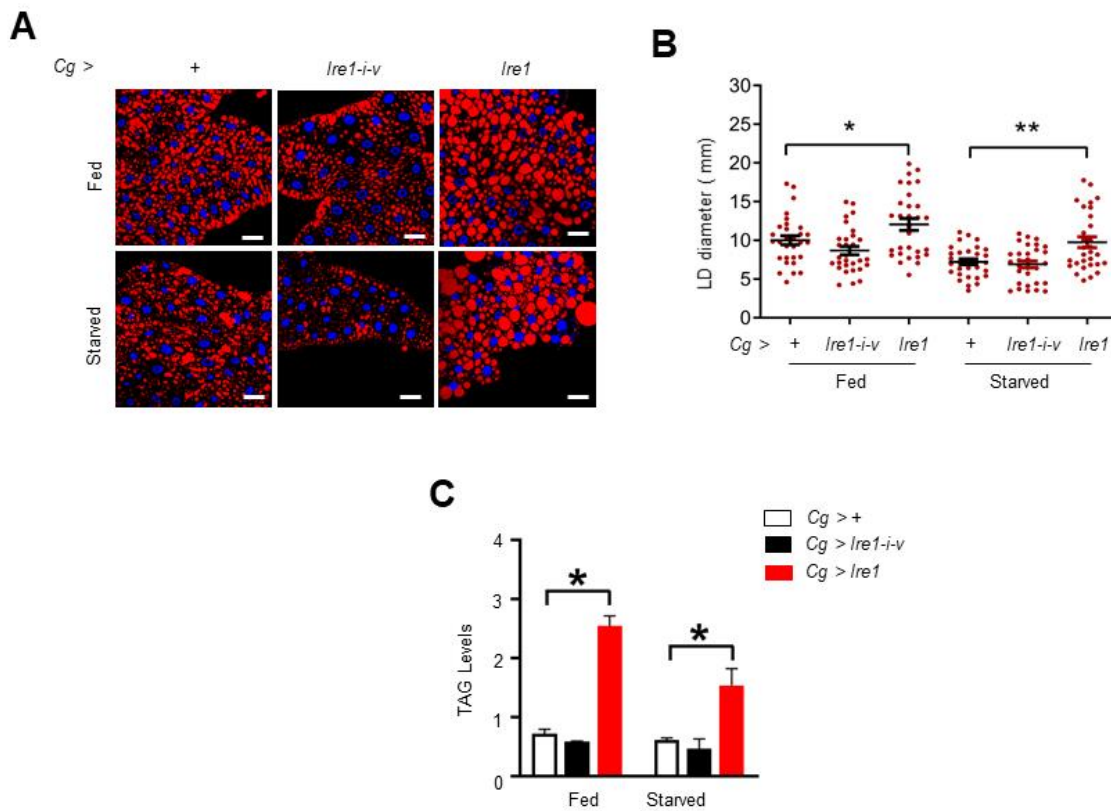 A
Cg > + Ire1-i-v Ire1
Fed
Starved
B
LD diameter ( mm)
30
25
20
15
10
5
0
* **
Cg > + Ire1-i-v Ire1 + Ire1-i-v Ire1
Fed Starved
C
Cg > +
Cg > Ire1-i-v
Cg > Ire1
TAG Levels
4
3
2
1
0
* *
Fed Starved